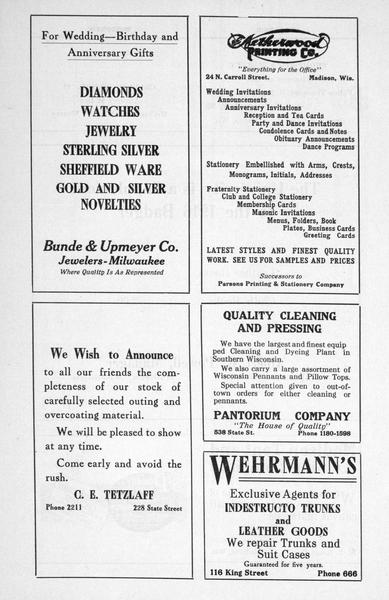 For Wedding—Birthday and
Anniversary Gifts
DIAMONDS
WATCHES
JEWELRY
STERLING SILVER
SHEFFIELD WARE
GOLD AND SILVER
NOVELTIES
Bunde & Upmeyer Co.
Jewelers-Milwaukee
Where Quality Is As Represented
We Wish to Announce
to all our friends the com-
pleteness of our stock of
carefully selected outing and
overcoating material.
We will be pleased to show
at any time.
Come early and avoid the
rush.
C. E. TETZLAFF
Phone 2211 228 State Street
Netherwood
PRINTING CO.
"Everything for the Office"
24 N. Carroll Street. Madison, Wis.
Wedding Invitations
Announcements
Anniversary Invitations
Reception and Tea Cards
Party and Dance Invitations
Condolence Cards and Notes
Obituary Announcements
Dance Programs
Stationery Embellished with Arms, Crests,
Monograms, Initials, Addresses
Fraternity Stationery
Club and College Stationery
Membership Cards
Masonic Invitations
Menus, Folders, Book
Plates, Business Cards
Greeting Cards
LATEST STYLES AND FINEST QUALITY
WORK. SEE US FOR SAMPLES AND PRICES
Successors to
Parsons Printing & Stationery Company
QUALITY CLEANING
AND PRESSING
We have the largest and finest equip
ped Cleaning and Dyeing Plant in
Southern Wisconsin.
We also carry a large assortment of
Wisconsin Pennants and Pillow Tops.
Special attention given to out-of-
town orders for either cleaning or
pennants.
PANTORIUM COMPANY
"The House of Quality"
538 State St. Phone 1180-1598
WEHRMANN'S
Exclusive Agents for
INDESTRUCTO TRUNKS
and
LEATHER GOODS
We repair Trunks and
Suit Cases
Guaranteed for five years.
116 King Street Phone 666